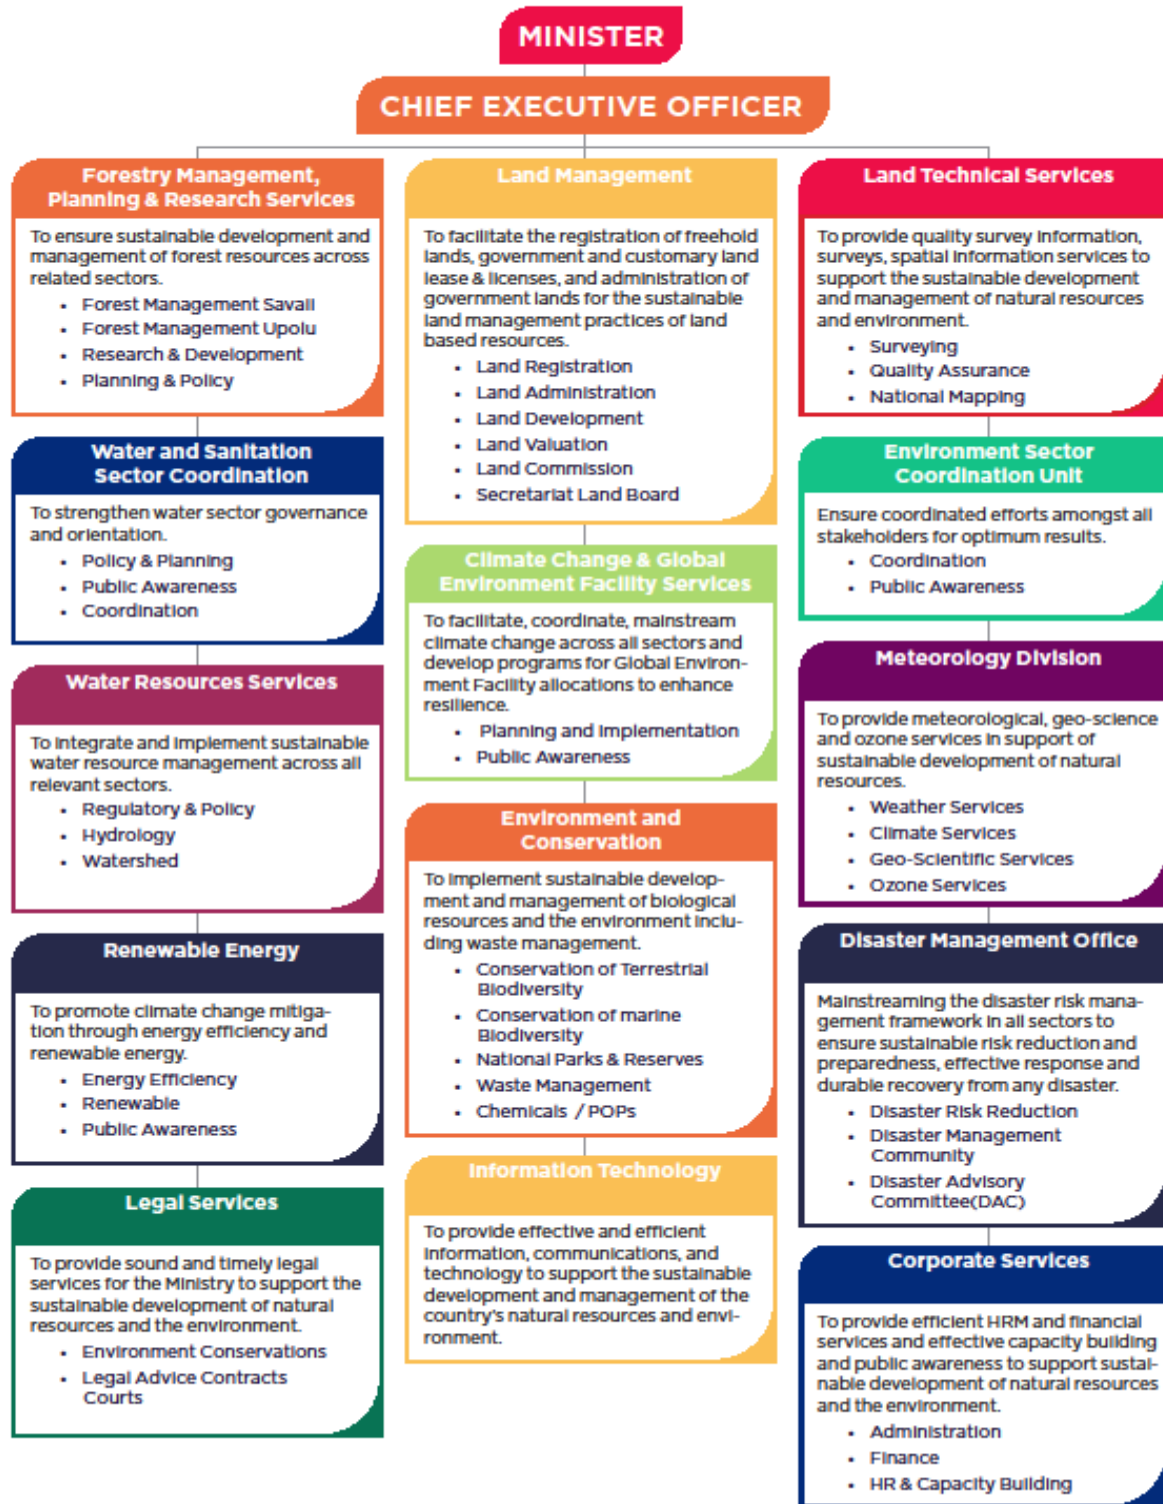 MINISTER
CHIEF EXECUTIVE OFFICER
Forestry Management,
Planning & Research Services
To ensure sustainable development and
management of forest resources across
related sectors.
• Forest Management Savaii
• Forest Management Upolu
• Research & Development
• Planning & Policy
Water and Sanitation
Sector Coordination
To strengthen water sector governance
and orientation.
• Policy & Planning
• Public Awareness
• Coordination
Water Resources Services
To integrate and implement sustainable
water resource management across all
relevant sectors.
• Regulatory & Policy
• Hydrology
• Watershed
Renewable Energy
To promote climate change mitiga-
tion through energy efficiency and
renewable energy.
• Energy Efficiency
• Renewable
• Public Awareness
Legal Services
To provide sound and timely legal
services for the Ministry to support the
sustainable development of natural
resources and the environment.
• Environment Conservations
• Legal Advice Contracts
Courts
Land Management
To facilitate the registration of freehold
lands, government and customary land
lease & licenses, and administration of
government lands for the sustainable
land management practices of land
based resources.
• Land Registration
• Land Administration
• Land Development
• Land Valuation
• Land Commission
• Secretariat Land Board
Climate Change & Global
Environment Facility Services
To facilitate, coordinate, mainstream
climate change across all sectors and
develop programs for Global Environ-
ment Facility allocations to enhance
resilience.
• Planning and Implementation
• Public Awareness
Environment and
Conservation
To implement sustainable develop-
ment and management of biological
resources and the environment inclu-
ding waste management.
• Conservation of Terrestrial
Biodiversity
• Conservation of marine
Biodiversity
• National Parks & Reserves
• Waste Management
• Chemicals / POPs
Information Technology
To provide effective and efficient
information, communications, and
technology to support the sustainable
development and management of the
country's natural resources and envi-
ronment.
Land Technical Services
To provide quality survey information,
surveys, spatial information services to
support the sustainable development
and management of natural resources
and environment.
• Surveying
• Quality Assurance
• National Mapping
Environment Sector
Coordination Unit
Ensure coordinated efforts amongst all
stakeholders for optimum results.
• Coordination
• Public Awareness
Meteorology Division
To provide meteorological, geo-science
and ozone services in support of
sustainable development of natural
resources.
• Weather Services
• Climate Services
• Geo-Scientific Services
• Ozone Services
Disaster Management Office
Mainstreaming the disaster risk mana-
gement framework in all sectors to
ensure sustainable risk reduction and
preparedness, effective response and
durable recovery from any disaster.
• Disaster Risk Reduction
• Disaster Management
Community
• Disaster Advisory
Committee(DAC)
Corporate Services
To provide efficient HRM and financial
services and effective capacity building
and public awareness to support sustai-
nable development of natural resources
and the environment.
• Administration
• Finance
• HR & Capacity Building